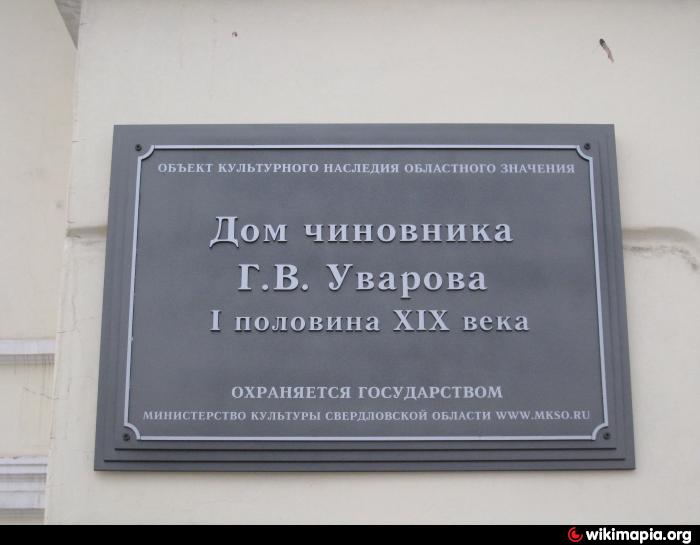 ОБЪЕКТ КУЛЬТУРНОГО НАСЛЕДИЯ ОБЛАСТНОГО ЗНАЧЕНИЯ
Дом чиновника
Г.В. Уварова
I половина XIX века
ОХРАНЯЕТСЯ ГОСУДАРСТВОМ
МИНИСТЕРСТВО КУЛЬТУРЫ СВЕРДЛОВСКОЙ ОБЛАСТИ WWW.MKSO.RU
wikimapia.org